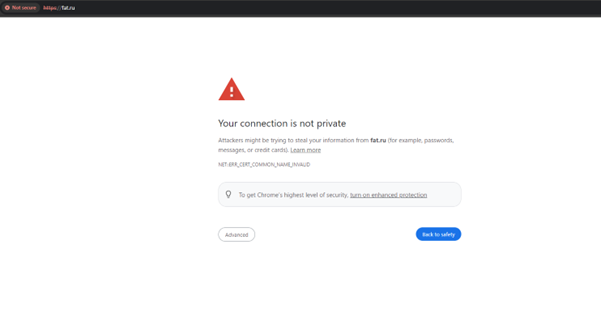 Not secure https://fat.ru
Your connection is not private
Attackers might be trying to steal your information from fat.ru (for example, passwords,
messages, or credit cards). Learn more
NET::ERR_CERT_COMMON_NAME_INVALID
To get Chrome's highest level of security, turn on enhanced protection
Advanced
Back to safety